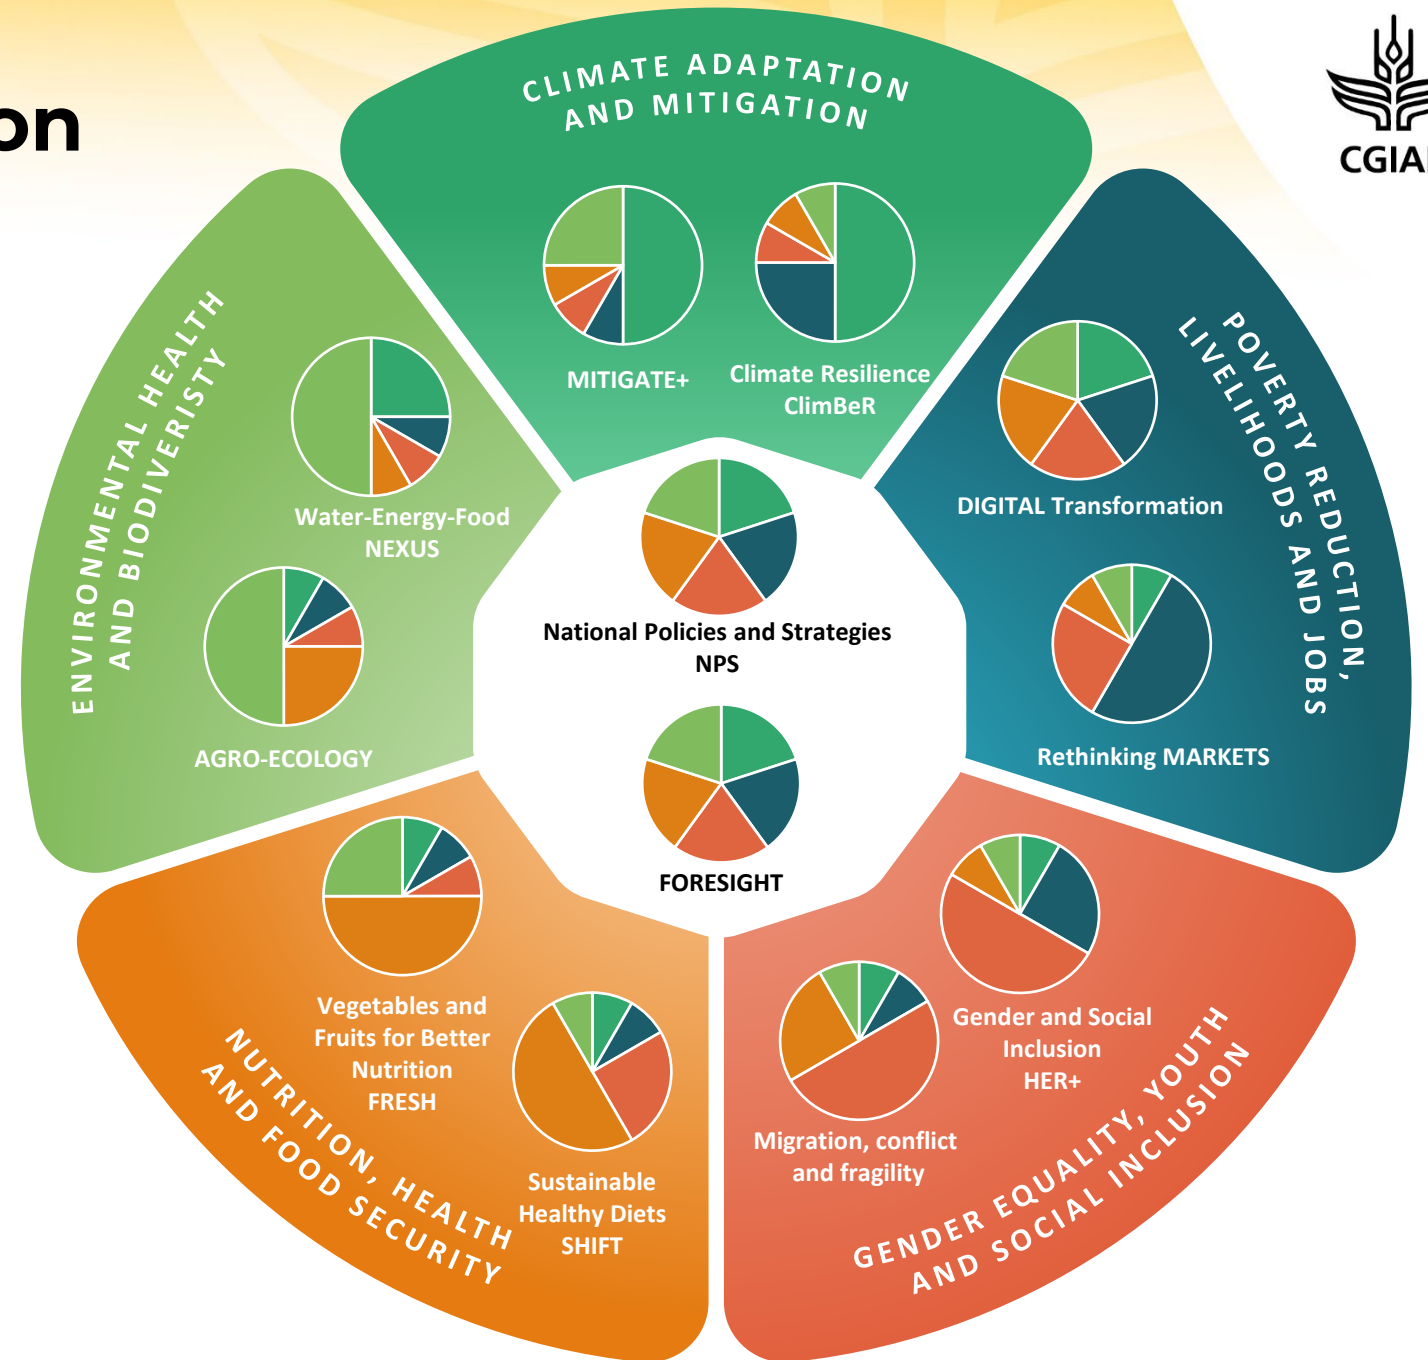 on
CGIAR
CLIMATE ADAPTATION
AND MITIGATION
MITIGATE+
Climate Resilience
ClimBeR
ENVIRONMENTAL HEALTH
AND BIODIVERISTY
Water-Energy-Food
NEXUS
AGRO-ECOLOGY
POVERTY REDUCTION,
LIVELIHOODS AND JOBS
DIGITAL Transformation
Rethinking MARKETS
National Policies and Strategies
NPS
FORESIGHT
Vegetables and
Fruits for Better
Nutrition
FRESH
Sustainable
Healthy Diets
SHIFT
NUTRITION, HEALTH
AND FOOD SECURITY
Gender and Social
Inclusion
HER+
Migration, conflict
and fragility
GENDER EQUALITY, YOUTH
AND SOCIAL INCLUSION